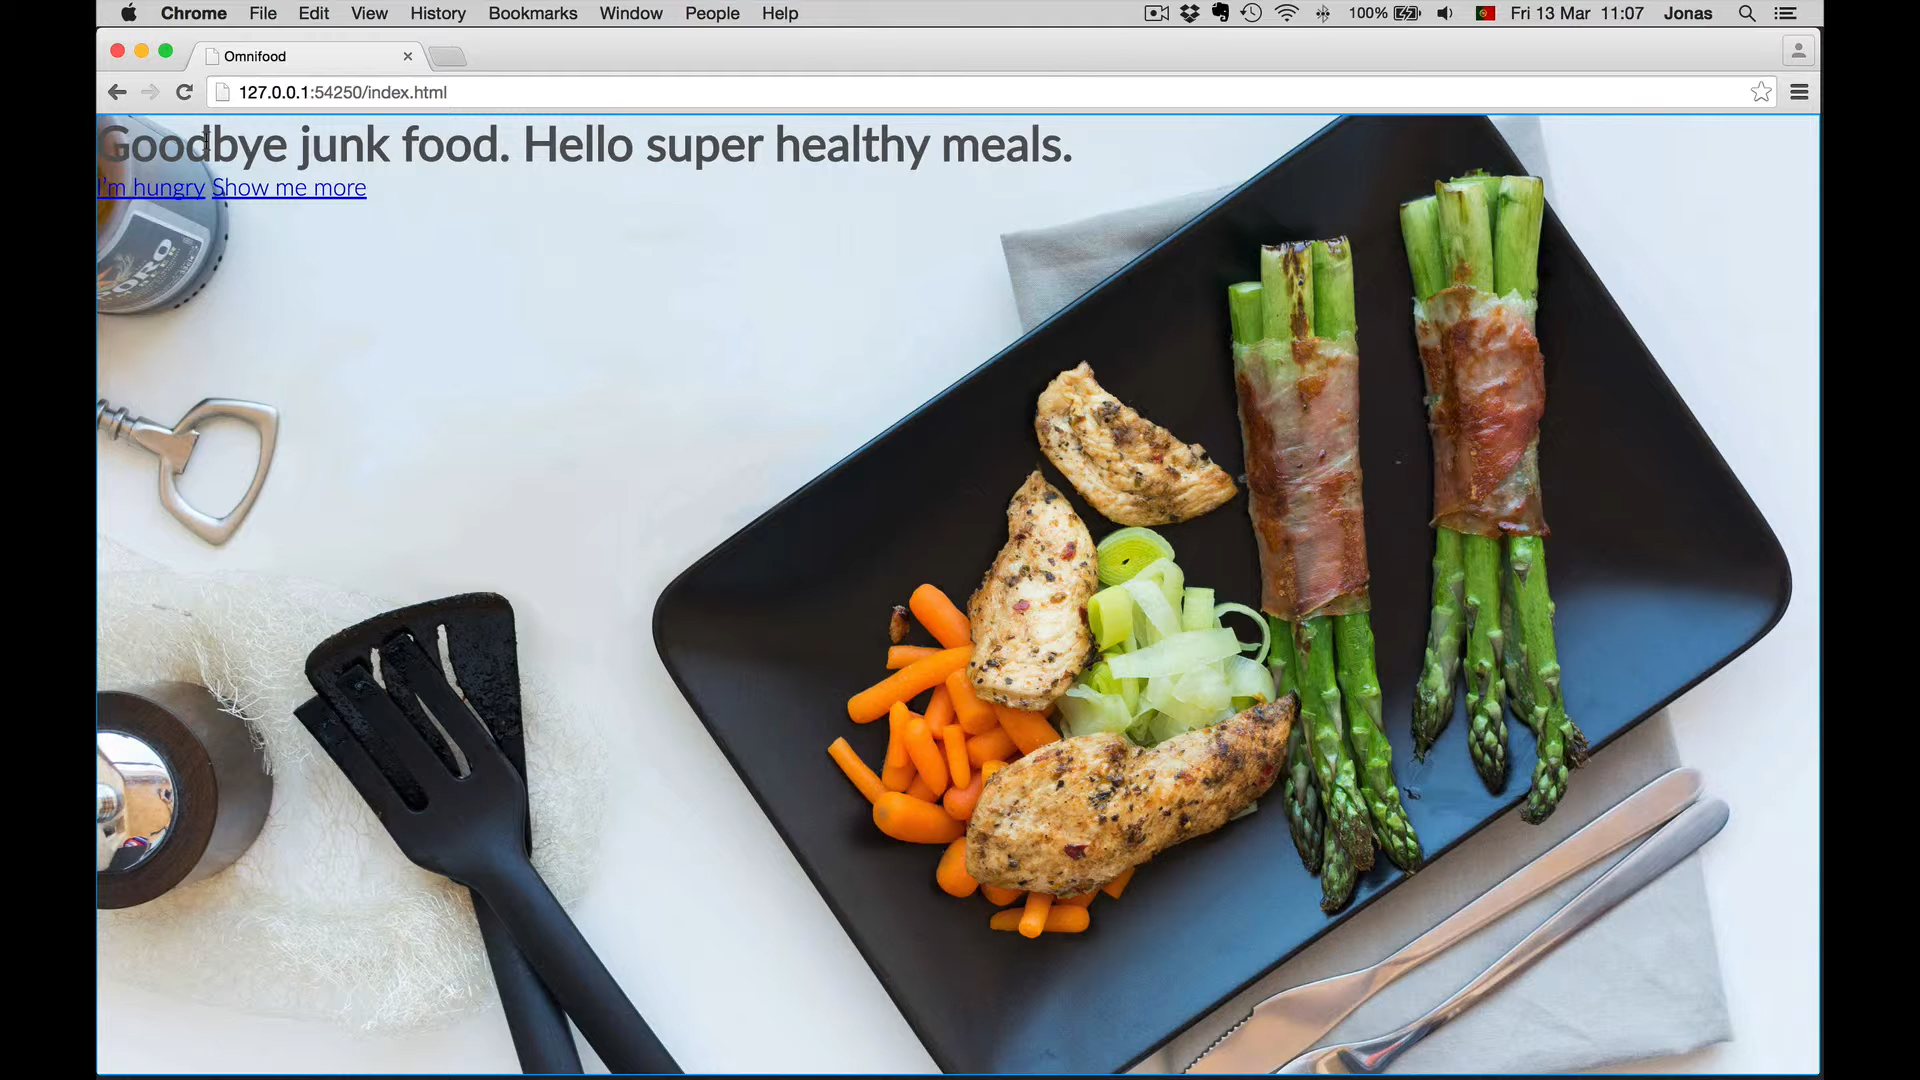 Chrome File Edit View History Bookmarks Window People Help 100% Fri 13 Mar 11:07 Jonas
Omnifood
127.0.0.1:54250/index.html
Goodbye junk food. Hello super healthy meals.
I'm hungry Show me more
PORO